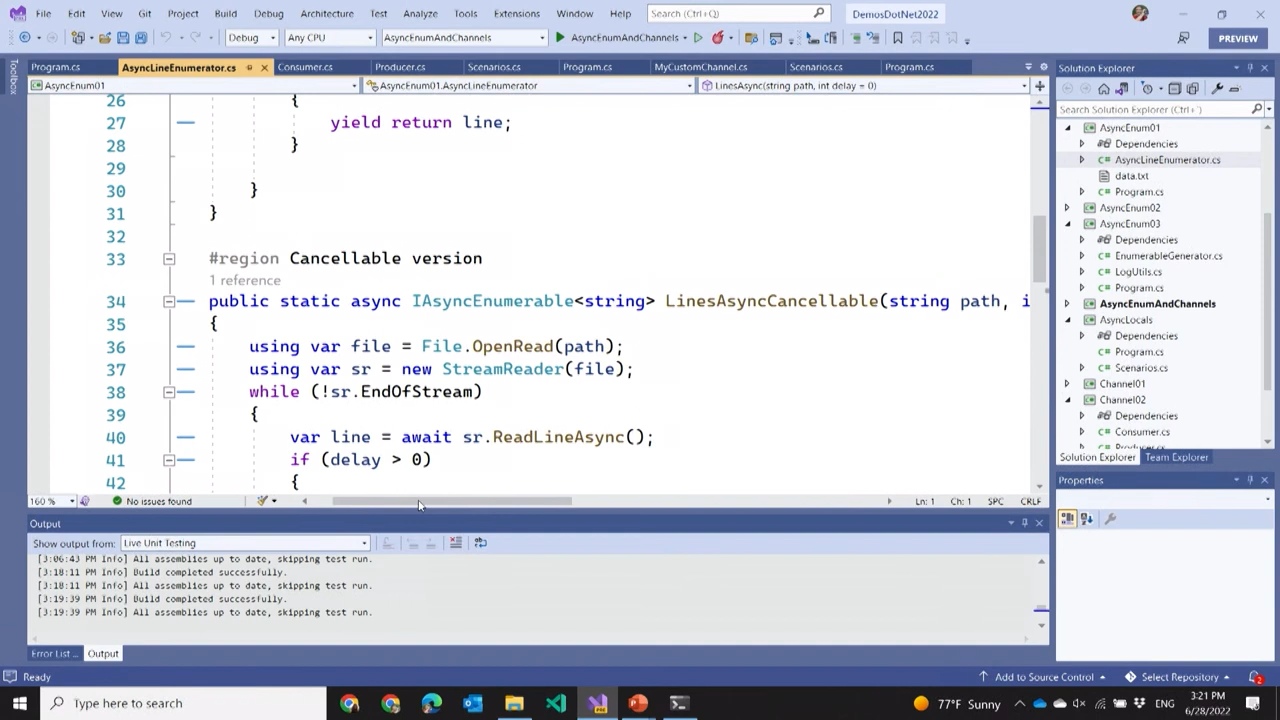 File Edit View Git Project Build Debug Architecture Test Analyze Tools Extensions Window Help Search (Ctrl+Q) DemosDotNet2022
Debug Any CPU AsyncEnumAndChannels AsyncEnumAndChannels PREVIEW
Toolbox
Program.cs AsyncLineEnumerator.cs Consumer.cs Producer.cs Scenarios.cs Program.cs MyCustomChannel.cs Scenarios.cs Program.cs
AsyncEnum01 AsyncEnum01.AsyncLineEnumerator LinesAsync(string path, int delay = 0)
26 {
27 yield return line;
28 }
29
30 }
31 }
32
33 #region Cancellable version
1 reference
34 public static async IAsyncEnumerable<string> LinesAsyncCancellable(string path, i
35 {
36 using var file = File.OpenRead(path);
37 using var sr = new StreamReader(file);
38 while (!sr.EndOfStream)
39 {
40 var line = await sr.ReadLineAsync();
41 if (delay > 0)
42 {
160 % No issues found Ln: 1 Ch: 1 SPC CRLF
Output
Show output from: Live Unit Testing
[3:06:43 PM Info] All assemblies up to date, skipping test run.
[3:18:11 PM Info] Build completed successfully.
[3:18:11 PM Info] All assemblies up to date, skipping test run.
[3:19:39 PM Info] Build completed successfully.
[3:19:39 PM Info] All assemblies up to date, skipping test run.
Error List ... Output
Solution Explorer
Search Solution Explorer (Ctrl+
AsyncEnum01
Dependencies
AsyncLineEnumerator.cs
data.txt
Program.cs
AsyncEnum02
AsyncEnum03
Dependencies
EnumerableGenerator.cs
LogUtils.cs
Program.cs
AsyncEnumAndChannels
AsyncLocals
Dependencies
Program.cs
Scenarios.cs
Channel01
Channel02
Dependencies
Consumer.cs
Producer.cs
Solution Explorer Team Explorer
Properties
Ready Add to Source Control Select Repository 2
Type here to search 77°F Sunny ENG 3:21 PM
6/28/2022